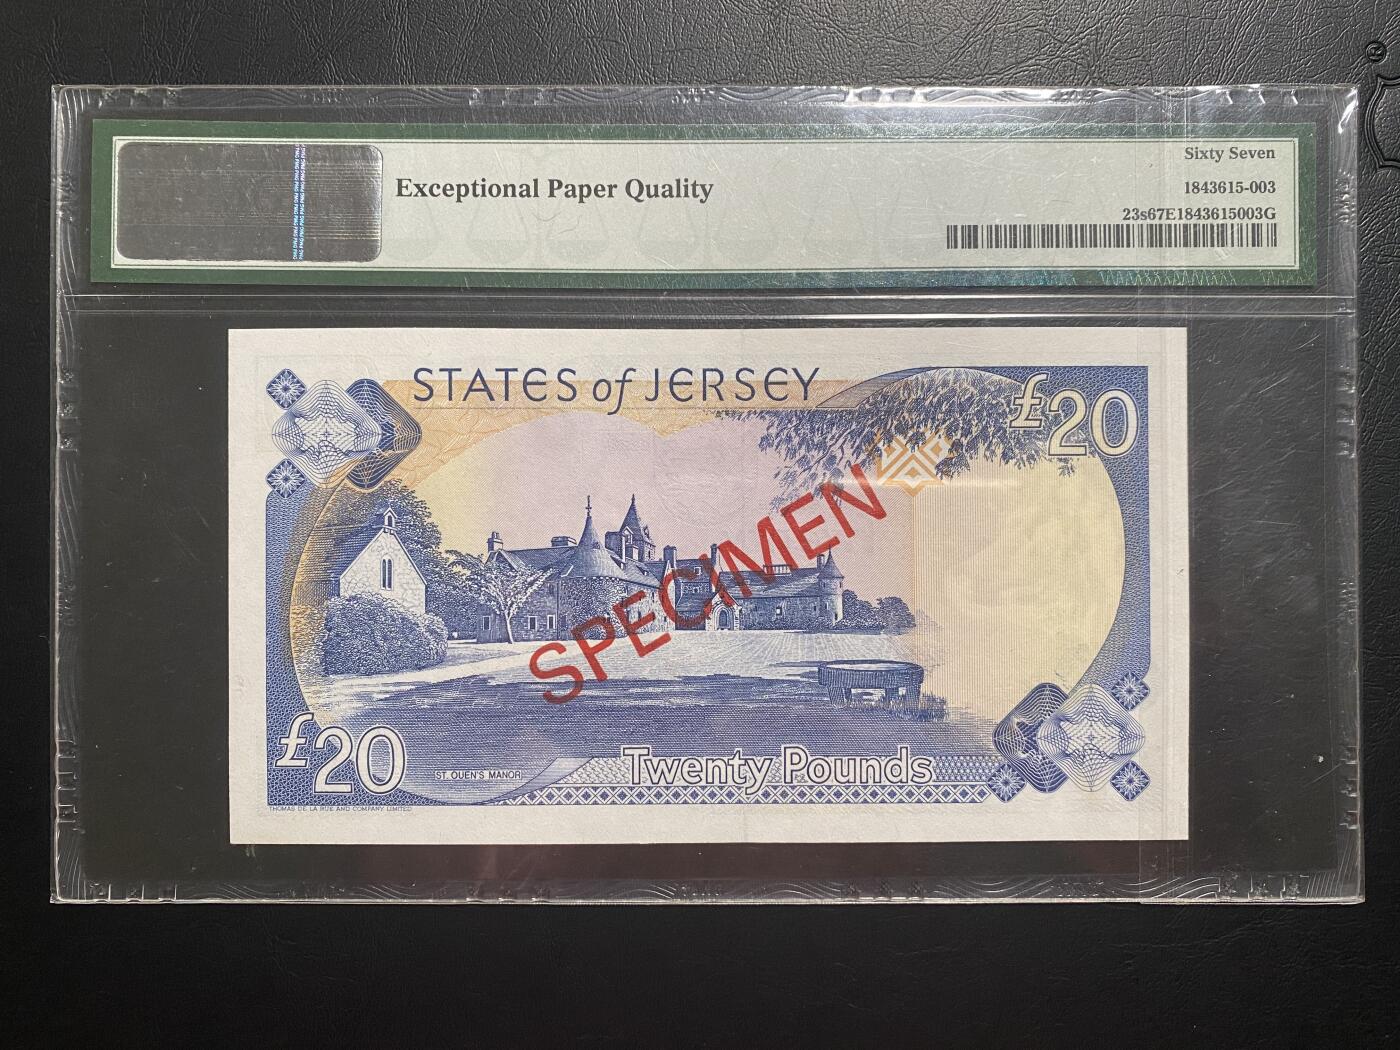 Sixty Seven
Exceptional Paper Quality
1843615-003
23s67E1843615003G
STATES of JERSEY
£20
SPECIMEN
£20
ST. OUEN'S MANOR
Twenty Pounds
THOMAS DE LA RUE AND COMPANY LIMITED
®